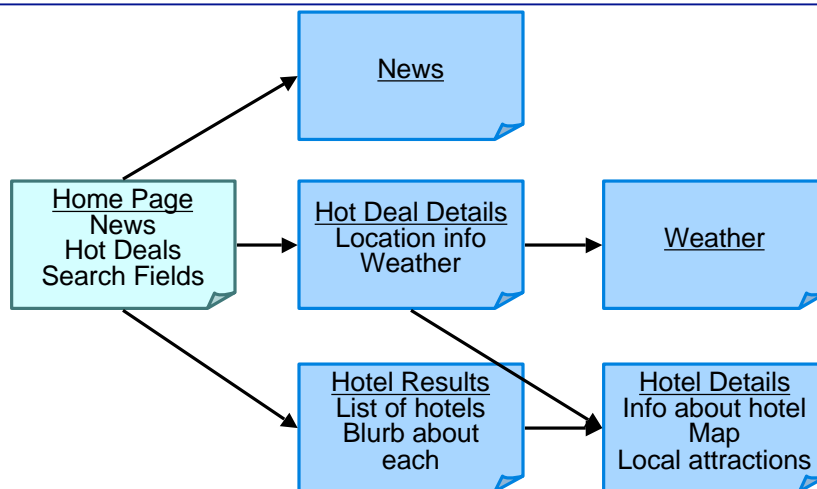 News
Home Page
News
Hot Deals
Search Fields
Hot Deal Details
Location info
Weather
Weather
Hotel Results
List of hotels
Blurb about
each
Hotel Details
Info about hotel
Map
Local attractions